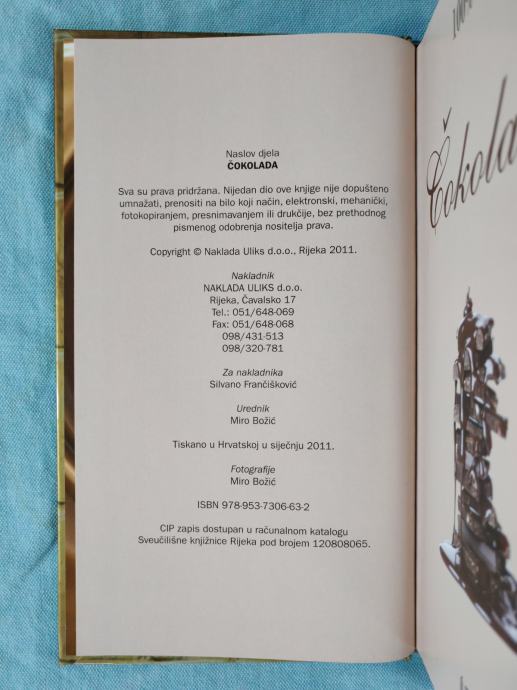 Naslov djela
ČOKOLADA
Sva su prava pridržana. Nijedan dio ove knjige nije dopušteno
umnažati, prenositi na bilo koji način, elektronski, mehanički,
fotokopiranjem, presnimavanjem ili drukčije, bez prethodnog
pismenog odobrenja nositelja prava.
Copyright © Naklada Uliks d.o.o., Rijeka 2011.
Nakladnik
NAKLADA ULIKS d.o.o.
Rijeka, Čavalsko 17
Tel.: 051/648-069
Fax: 051/648-068
098/431-513
098/320-781
Za nakladnika
Silvano Frančišković
Urednik
Miro Božić
Tiskano u Hrvatskoj u siječnju 2011.
Fotografije
Miro Božić
ISBN 978-953-7306-63-2
CIP zapis dostupan u računalnom katalogu
Sveučilišne knjižnice Rijeka pod brojem 120808065.
Čokola